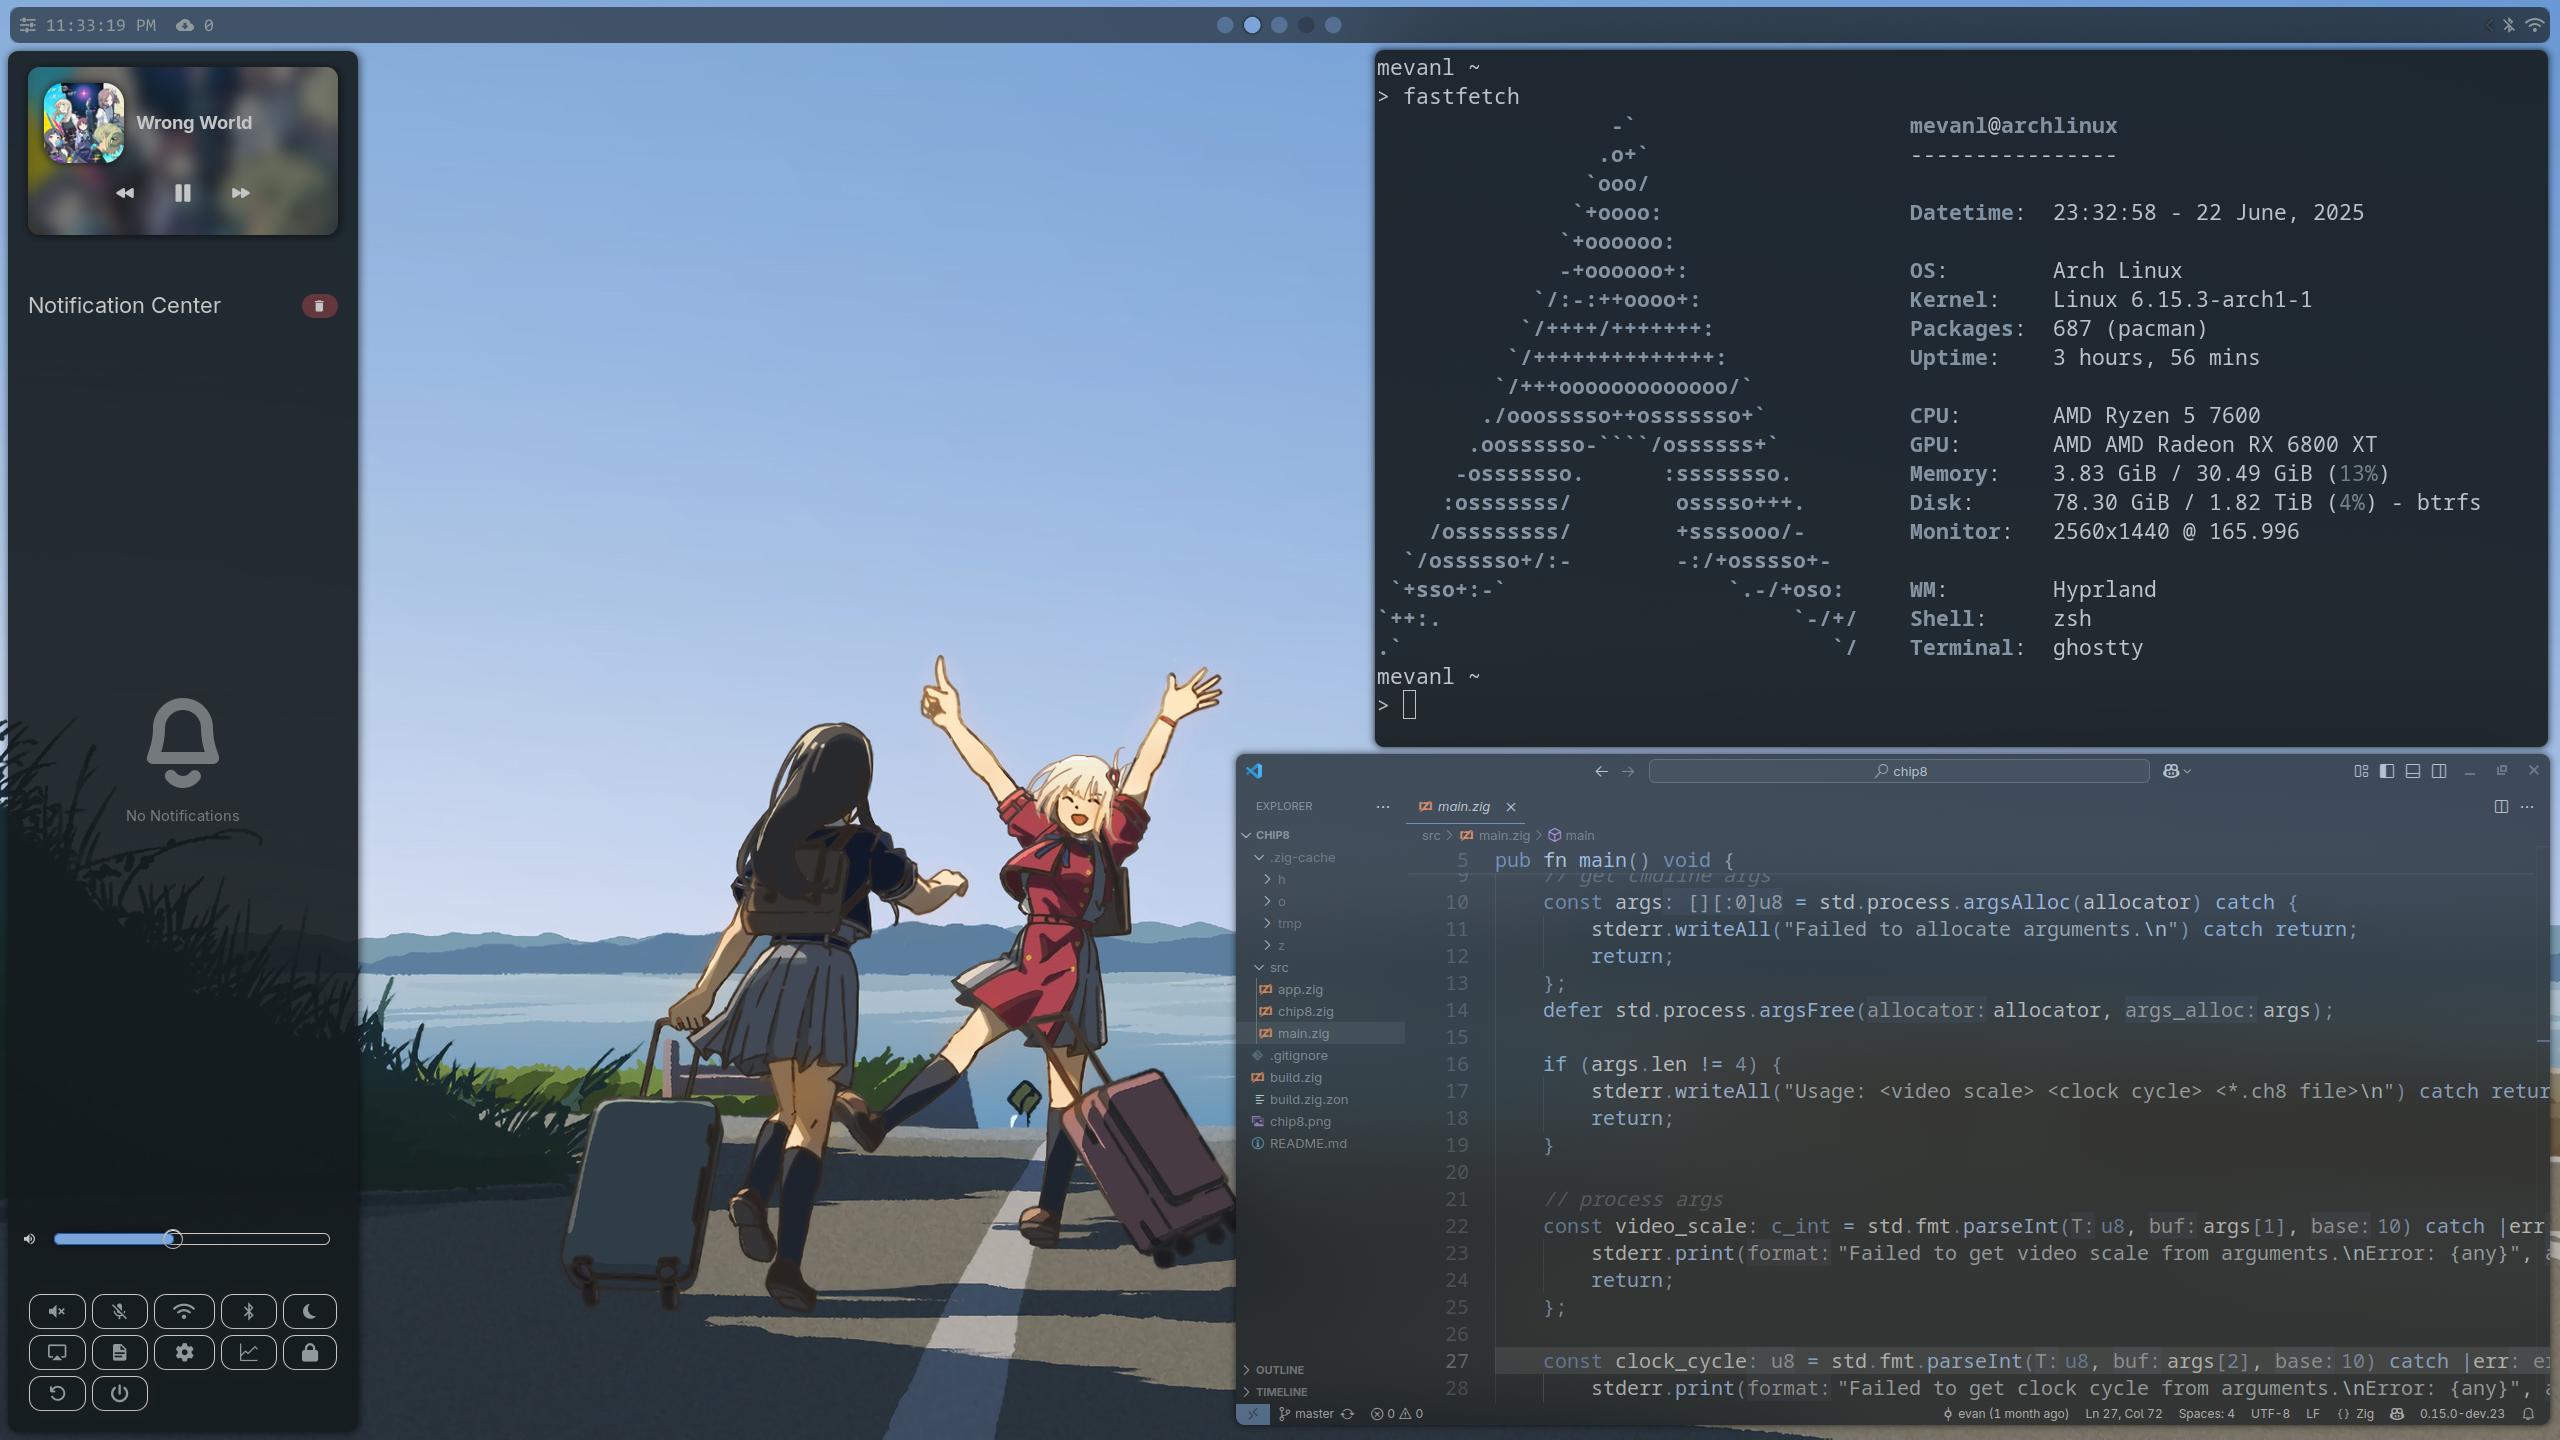 11:33:19 PM 0
Wrong World
Notification Center
No Notifications
mevanl ~
> fastfetch
-`
.o+`
`ooo/
`+oooo:
`+oooooo:
-+oooooo+:
`/:-:++oooo+:
`/++++/+++++++:
`/++++++++++++++:
`/+++ooooooooooooo/`
./ooosssso++osssssso+`
.oossssso-````/ossssss+`
-osssssso. :ssssssso.
:osssssss/ osssso+++.
/ossssssss/ +ssssooo/-
`/ossssso+/:- -:/+osssso+-
`+sso+:-` `.-/+oso:
`++:. `-/+/
.` `/
mevanl@archlinux
----------------
Datetime: 23:32:58 - 22 June, 2025
OS: Arch Linux
Kernel: Linux 6.15.3-arch1-1
Packages: 687 (pacman)
Uptime: 3 hours, 56 mins
CPU: AMD Ryzen 5 7600
GPU: AMD AMD Radeon RX 6800 XT
Memory: 3.83 GiB / 30.49 GiB (13%)
Disk: 78.30 GiB / 1.82 TiB (4%) - btrfs
Monitor: 2560x1440 @ 165.996
WM: Hyprland
Shell: zsh
Terminal: ghostty
mevanl ~
>
chip8
EXPLORER
CHIP8
.zig-cache
h
o
tmp
z
src
app.zig
chip8.zig
main.zig
.gitignore
build.zig
build.zig.zon
chip8.png
README.md
OUTLINE
TIMELINE
main.zig
src > main.zig > main
5 pub fn main() void {
9 // get cmdline args
10 const args: [][:0]u8 = std.process.argsAlloc(allocator) catch {
11 stderr.writeAll("Failed to allocate arguments.\n") catch return;
12 return;
13 };
14 defer std.process.argsFree(allocator: allocator, args_alloc: args);
15
16 if (args.len != 4) {
17 stderr.writeAll("Usage: <video scale> <clock cycle> <*.ch8 file>\n") catch retur
18 return;
19 }
20
21 // process args
22 const video_scale: c_int = std.fmt.parseInt(T: u8, buf: args[1], base: 10) catch |err
23 stderr.print(format: "Failed to get video scale from arguments.\nError: {any}",
24 return;
25 };
26
27 const clock_cycle: u8 = std.fmt.parseInt(T: u8, buf: args[2], base: 10) catch |err:
28 stderr.print(format: "Failed to get clock cycle from arguments.\nError: {any}",
master 0 0 evan (1 month ago) Ln 27, Col 72 Spaces: 4 UTF-8 LF {} Zig 0.15.0-dev.23